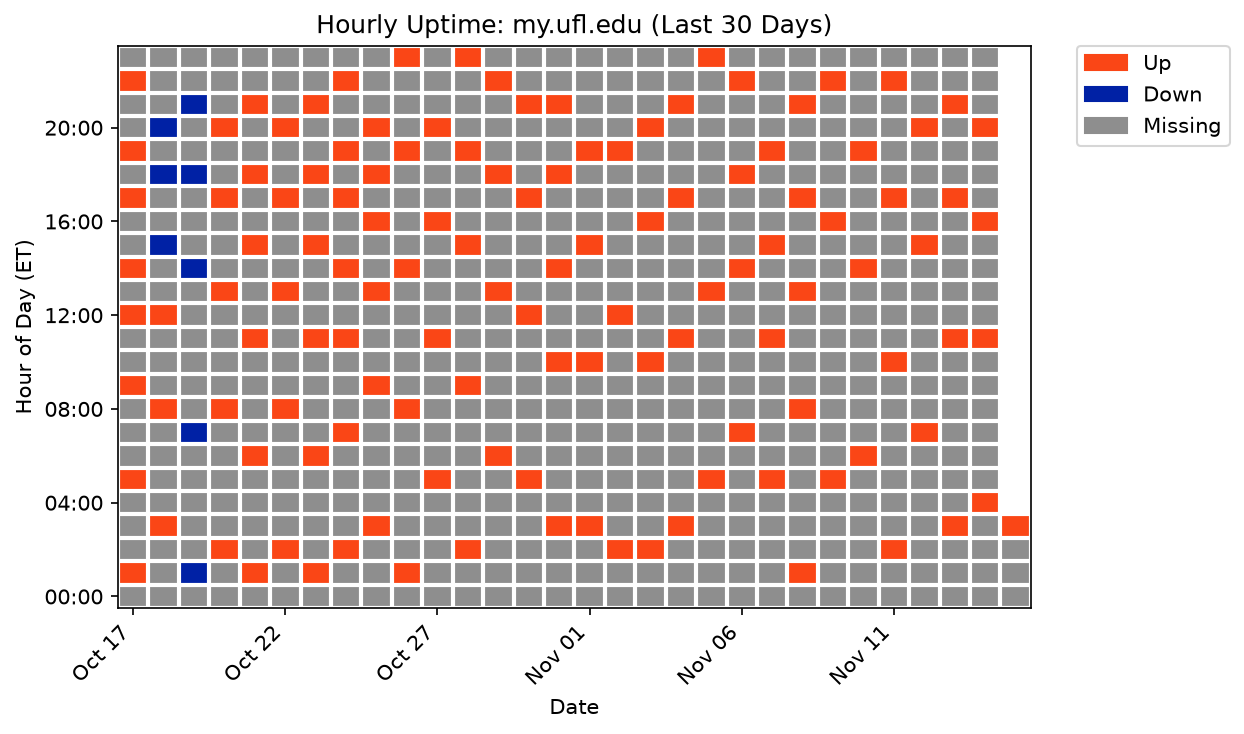 Hourly Uptime: my.ufl.edu (Last 30 Days)
Up
Down
Missing
Hour of Day (ET)
20:00
16:00
12:00
08:00
04:00
00:00
Oct 17
Oct 22
Oct 27
Nov 01
Nov 06
Nov 11
Date